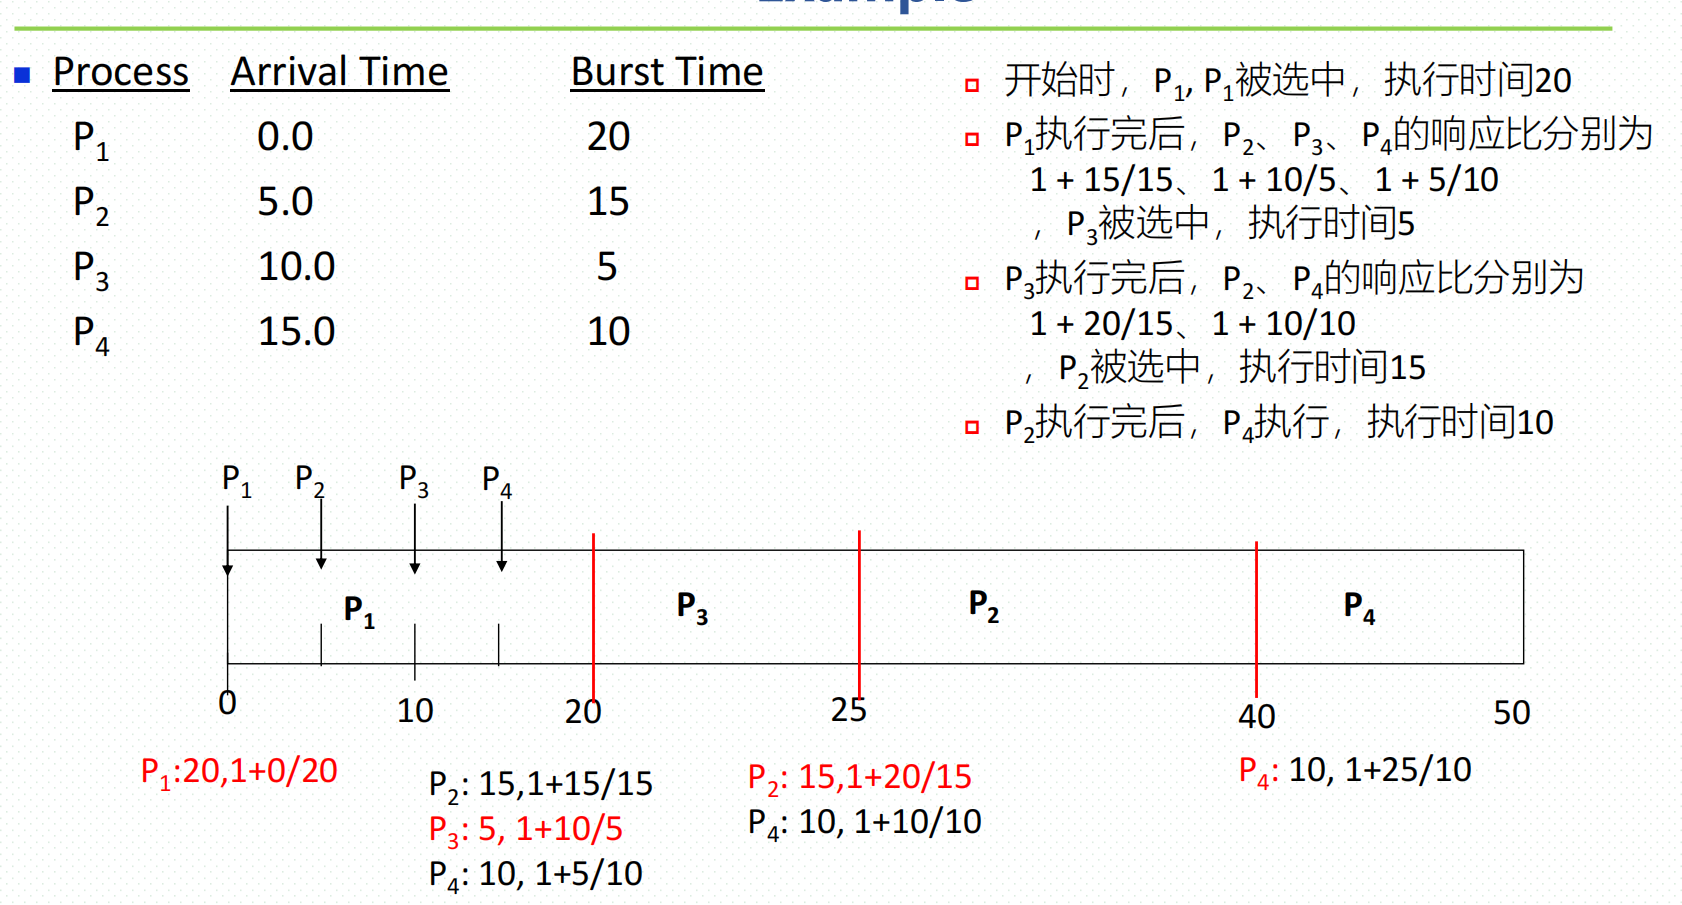 Process Arrival Time Burst Time
P1 0.0 20
P2 5.0 15
P3 10.0 5
P4 15.0 10
开始时，P1, P1被选中，执行时间20
P1执行完后，P2、P3、P4的响应比分别为
1 + 15/15、1 + 10/5、1 + 5/10
，P3被选中，执行时间5
P3执行完后，P2、P4的响应比分别为
1 + 20/15、1 + 10/10
，P2被选中，执行时间15
P2执行完后，P4执行，执行时间10
P1 P2 P3 P4
P1 P3 P2 P4
0 10 20 25 40 50
P1:20,1+0/20
P2: 15,1+15/15
P3: 5, 1+10/5
P4: 10, 1+5/10
P2: 15,1+20/15
P4: 10, 1+10/10
P4: 10, 1+25/10